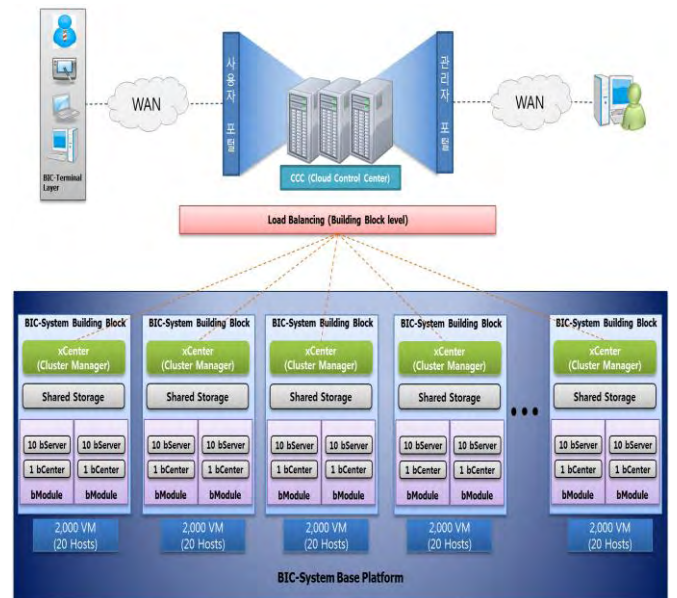 WAN
사용자 포털
관리자 포털
WAN
BIC-Terminal
Layer
CCC (Cloud Control Center)
Load Balancing (Building Block level)
BIC-System Building Block
xCenter
(Cluster Manager)
Shared Storage
10 bServer
10 bServer
1 bCenter
1 bCenter
bModule
bModule
2,000 VM
(20 Hosts)
BIC-System Building Block
xCenter
(Cluster Manager)
Shared Storage
10 bServer
10 bServer
1 bCenter
1 bCenter
bModule
bModule
2,000 VM
(20 Hosts)
BIC-System Building Block
xCenter
(Cluster Manager)
Shared Storage
10 bServer
10 bServer
1 bCenter
1 bCenter
bModule
bModule
2,000 VM
(20 Hosts)
BIC-System Building Block
xCenter
(Cluster Manager)
Shared Storage
10 bServer
10 bServer
1 bCenter
1 bCenter
bModule
bModule
2,000 VM
(20 Hosts)
•••
BIC-System Building Block
xCenter
(Cluster Manager)
Shared Storage
10 bServer
10 bServer
1 bCenter
1 bCenter
bModule
bModule
2,000 VM
(20 Hosts)
BIC-System Base Platform